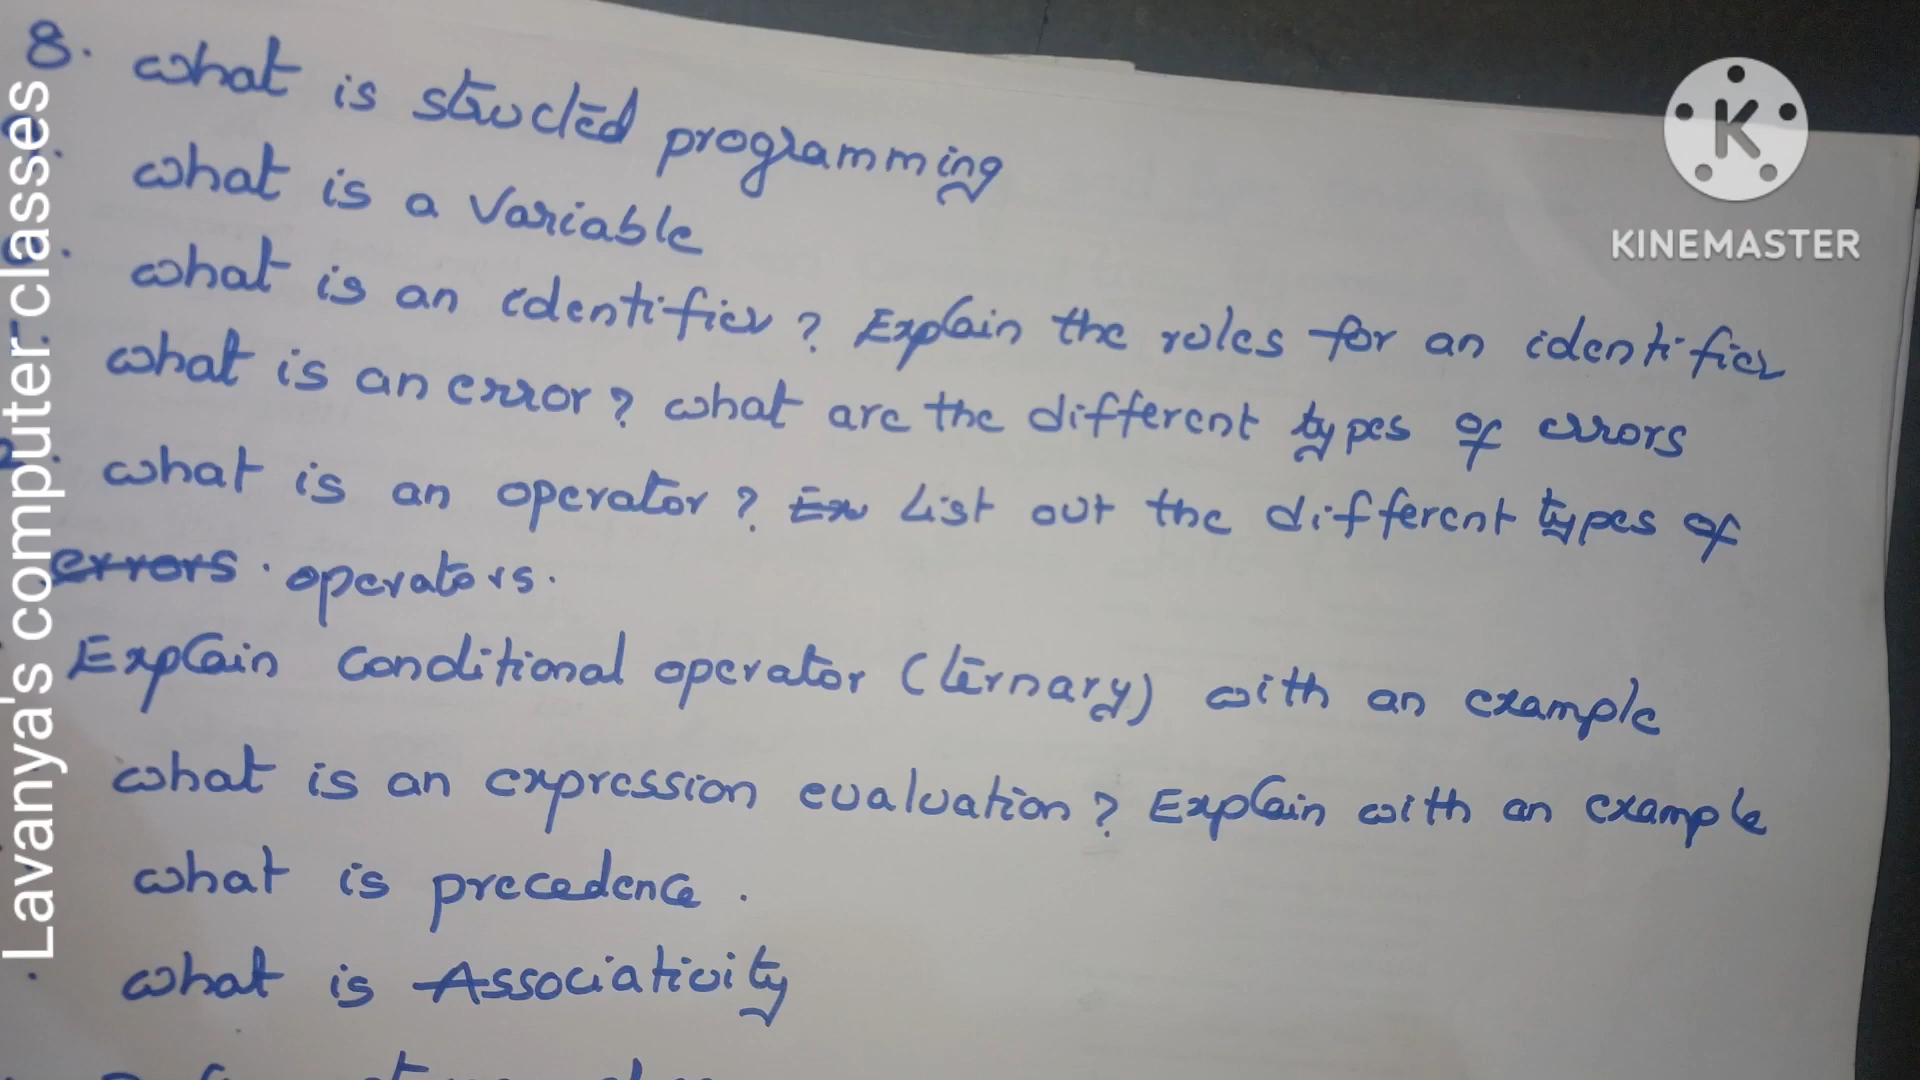 8. what is structed programming
what is a variable
what is an identifier? Explain the rules for an identifier
what is an error? what are the different types of errors
what is an operator? Ex List out the different types of
errors. operators.
Explain conditional operator (ternary) with an example
what is an expression evaluation? Explain with an example
what is precedence.
what is Associativity
Lavanya's computer classes
K
KINEMASTER